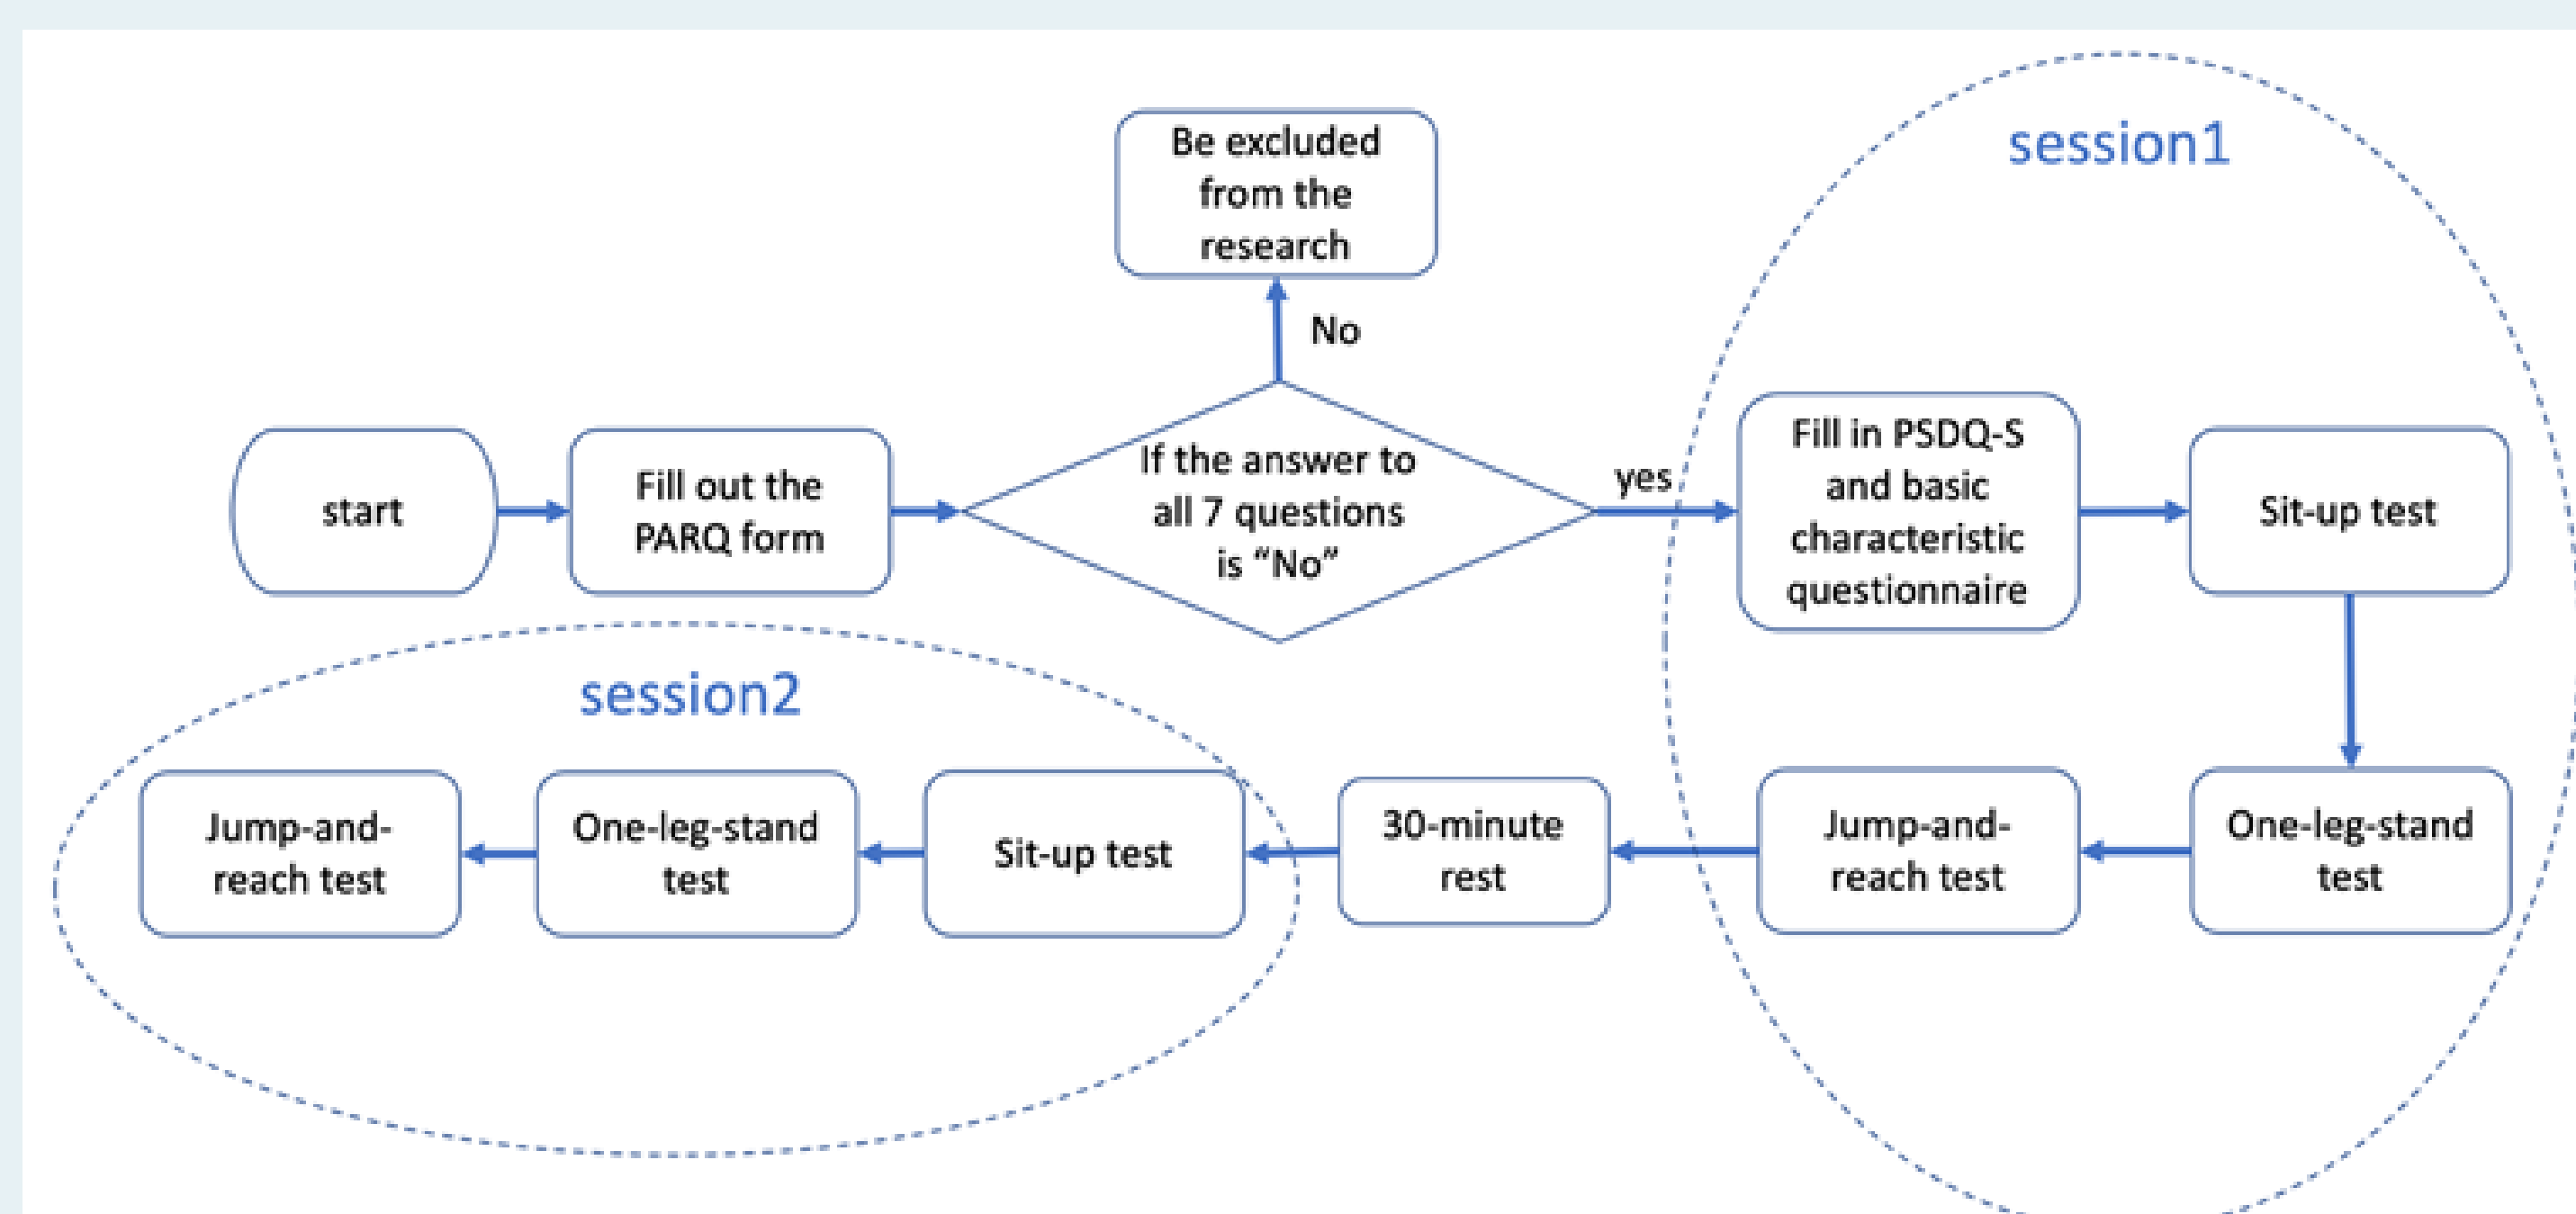 session1
Be excluded
from the
research
No
start
Fill out the
PARQ form
If the answer to
all 7 questions
is “No”
yes
Fill in PSDQ-S
and basic
characteristic
questionnaire
Sit-up test
One-leg-stand
test
Jump-and-
reach test
30-minute
rest
session2
Sit-up test
One-leg-stand
test
Jump-and-
reach test